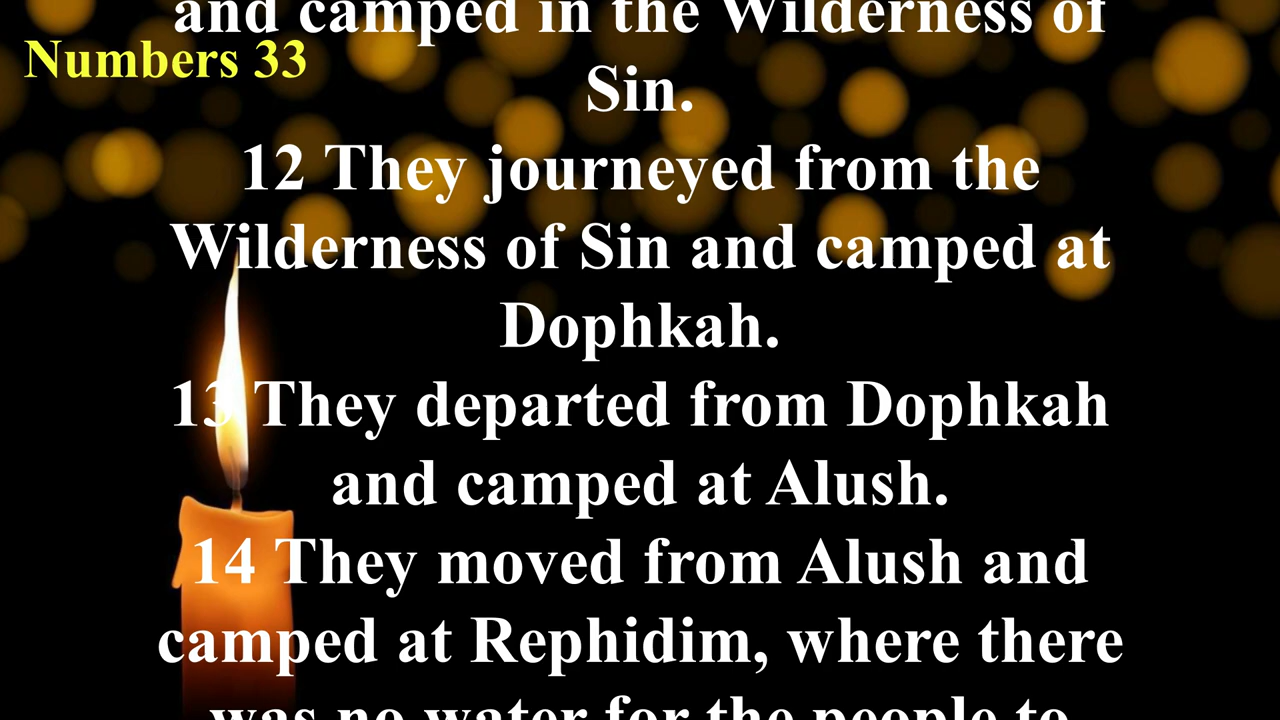 and camped in the Wilderness of
Numbers 33
Sin.
12 They journeyed from the
Wilderness of Sin and camped at
Dophkah.
13 They departed from Dophkah
and camped at Alush.
14 They moved from Alush and
camped at Rephidim, where there
was no water for the people to